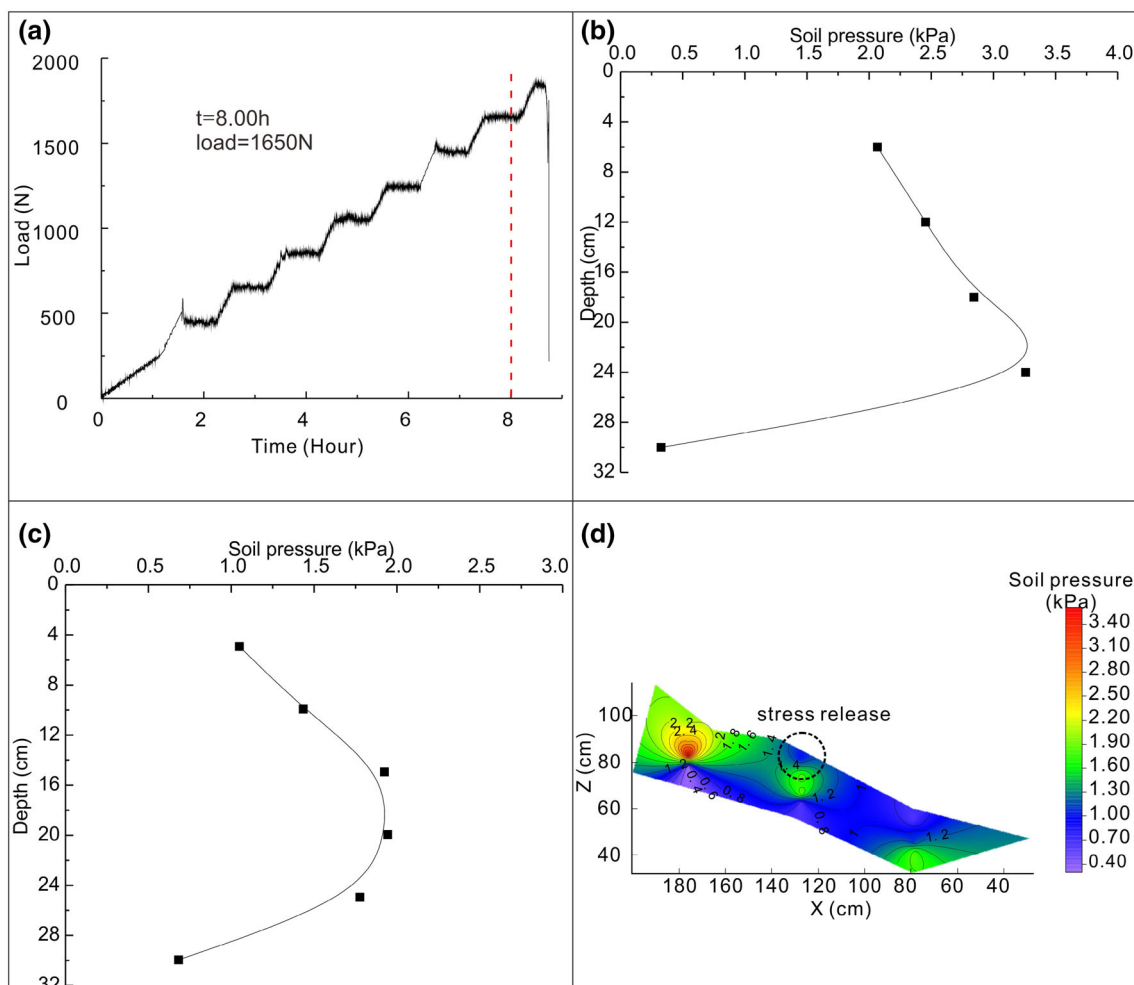 (a)
2000
1500
1000
500
0
Load (N)
t=8.00h
load=1650N
0 2 4 6 8
Time (Hour)
(b)
Soil pressure (kPa)
0.0 0.5 1.0 1.5 2.0 2.5 3.0 3.5 4.0
0
4
8
12
16
20
24
28
32
Depth (cm)
(c)
Soil pressure (kPa)
0.0 0.5 1.0 1.5 2.0 2.5 3.0
0
4
8
12
16
20
24
28
32
Depth (cm)
(d)
Soil pressure
(kPa)
3.40
3.10
2.80
2.50
2.20
1.90
1.60
1.30
1.00
0.70
0.40
stress release
100
80
60
40
Z (cm)
2 1.8 1.6 1.4
0.8
1.2
0.8
1
1
1.2
180 160 140 120 100 80 60 40
X (cm)